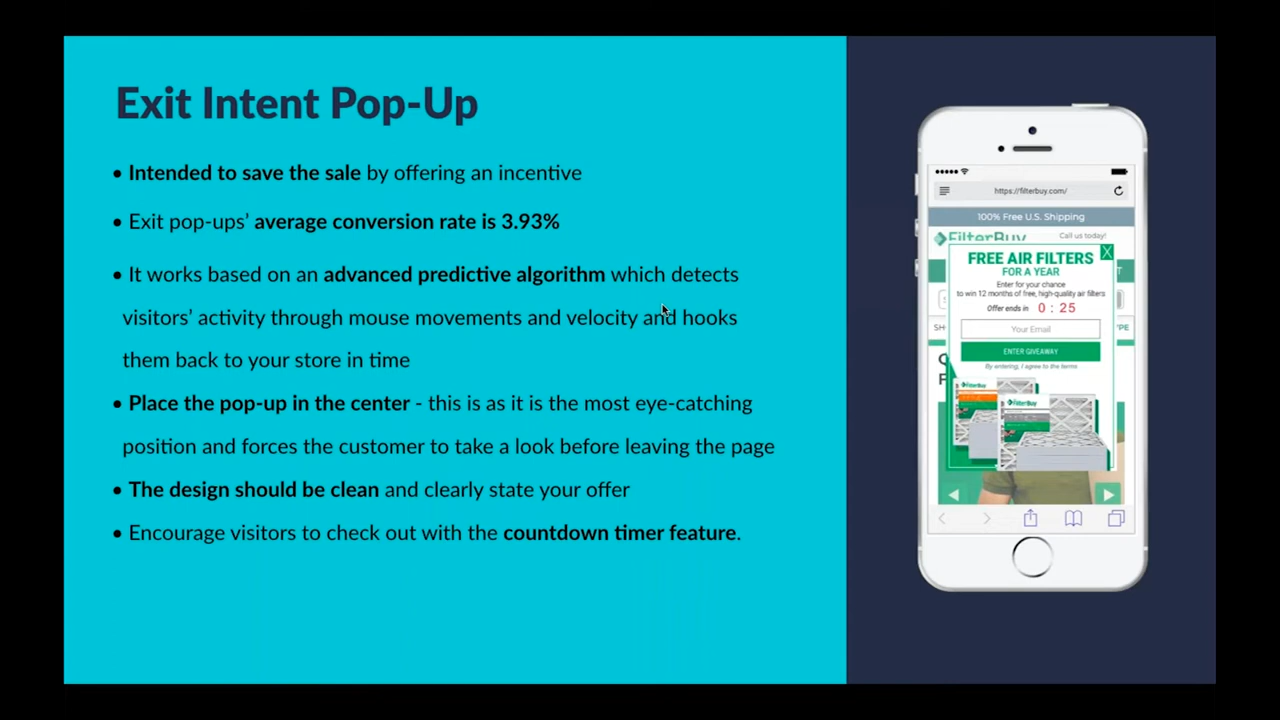 Exit Intent Pop-Up
• Intended to save the sale by offering an incentive
• Exit pop-ups’ average conversion rate is 3.93%
• It works based on an advanced predictive algorithm which detects
visitors’ activity through mouse movements and velocity and hooks
them back to your store in time
• Place the pop-up in the center - this is as it is the most eye-catching
position and forces the customer to take a look before leaving the page
• The design should be clean and clearly state your offer
• Encourage visitors to check out with the countdown timer feature.
https://filterbuy.com/
100% Free U.S. Shipping
FilterBuy
Call us today!
X
FREE AIR FILTERS
FOR A YEAR
Enter for your chance
to win 12 months of free, high-quality air filters
Offer ends in 0 : 25
Your Email
ENTER GIVEAWAY
By entering, I agree to the terms
FilterBuy
FilterBuy